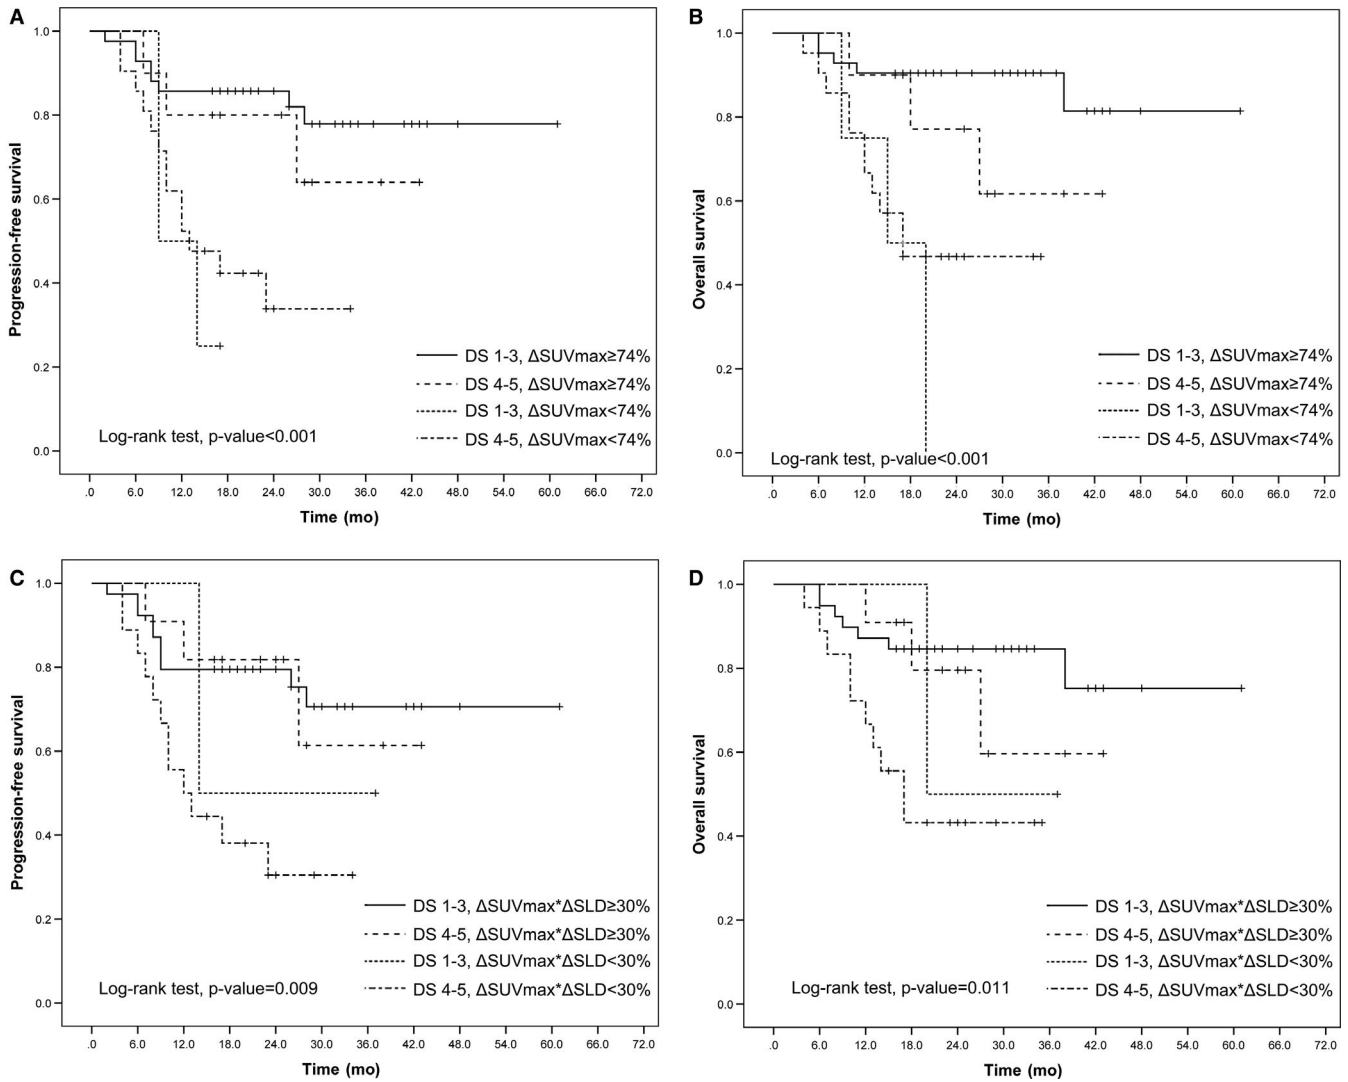 A
Progression-free survival
1.0
0.8
0.6
0.4
0.2
0.0
DS 1-3, ΔSUVmax≥74%
DS 4-5, ΔSUVmax≥74%
DS 1-3, ΔSUVmax<74%
DS 4-5, ΔSUVmax<74%
Log-rank test, p-value<0.001
.0 6.0 12.0 18.0 24.0 30.0 36.0 42.0 48.0 54.0 60.0 66.0 72.0
Time (mo)
B
Overall survival
1.0
0.8
0.6
0.4
0.2
0.0
DS 1-3, ΔSUVmax≥74%
DS 4-5, ΔSUVmax≥74%
DS 1-3, ΔSUVmax<74%
DS 4-5, ΔSUVmax<74%
Log-rank test, p-value<0.001
.0 6.0 12.0 18.0 24.0 30.0 36.0 42.0 48.0 54.0 60.0 66.0 72.0
Time (mo)
C
Progression-free survival
1.0
0.8
0.6
0.4
0.2
0.0
DS 1-3, ΔSUVmax*ΔSLD≥30%
DS 4-5, ΔSUVmax*ΔSLD≥30%
DS 1-3, ΔSUVmax*ΔSLD<30%
DS 4-5, ΔSUVmax*ΔSLD<30%
Log-rank test, p-value=0.009
.0 6.0 12.0 18.0 24.0 30.0 36.0 42.0 48.0 54.0 60.0 66.0 72.0
Time (mo)
D
Overall survival
1.0
0.8
0.6
0.4
0.2
0.0
DS 1-3, ΔSUVmax*ΔSLD≥30%
DS 4-5, ΔSUVmax*ΔSLD≥30%
DS 1-3, ΔSUVmax*ΔSLD<30%
DS 4-5, ΔSUVmax*ΔSLD<30%
Log-rank test, p-value=0.011
.0 6.0 12.0 18.0 24.0 30.0 36.0 42.0 48.0 54.0 60.0 66.0 72.0
Time (mo)